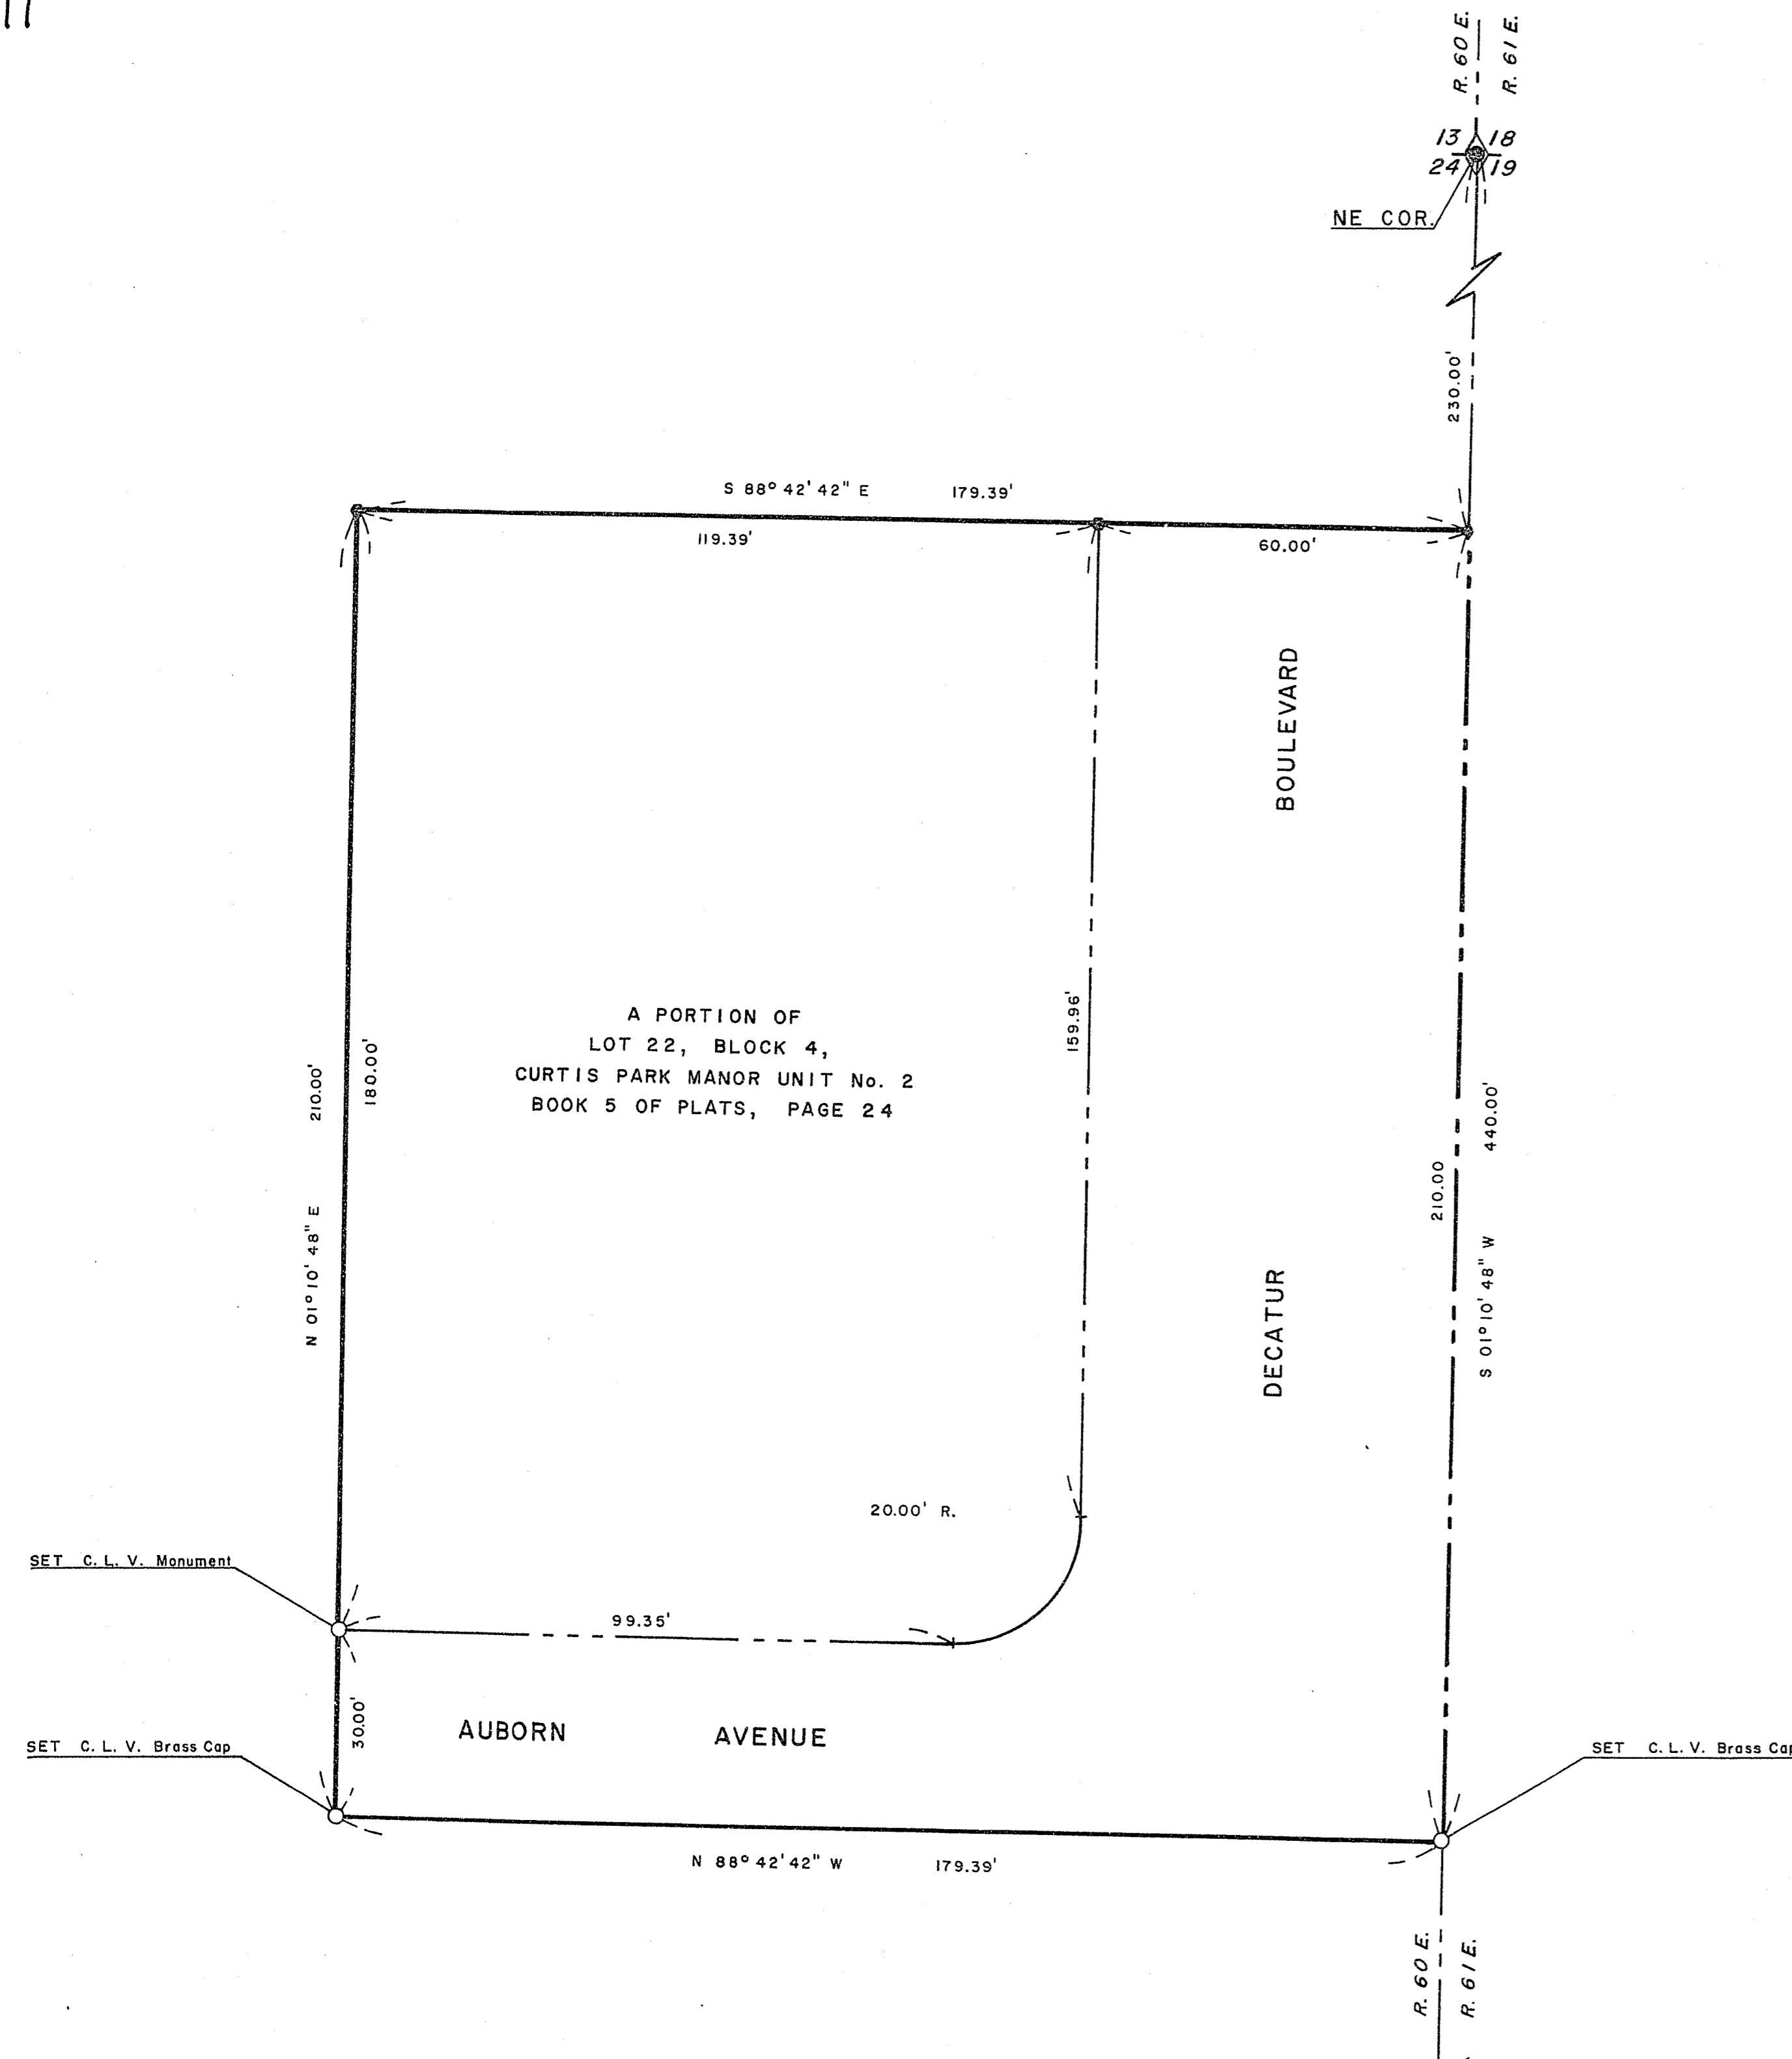 R. 60 E.
R. 61 E.
13 18
24 19
NE COR.
230.00'
S 88° 42' 42" E 179.39'
119.39'
60.00'
BOULEVARD
159.96'
A PORTION OF
LOT 22, BLOCK 4,
CURTIS PARK MANOR UNIT No. 2
BOOK 5 OF PLATS, PAGE 24
N 01° 10' 48" E 210.00'
180.00'
210.00
S 01° 10' 48" W 440.00'
DECATUR
20.00' R.
SET C. L. V. Monument
99.35'
30.00'
AUBORN AVENUE
SET C. L. V. Brass Cap
SET C. L. V. Brass Cap
N 88° 42' 42" W 179.39'
R. 60 E.
R. 61 E.